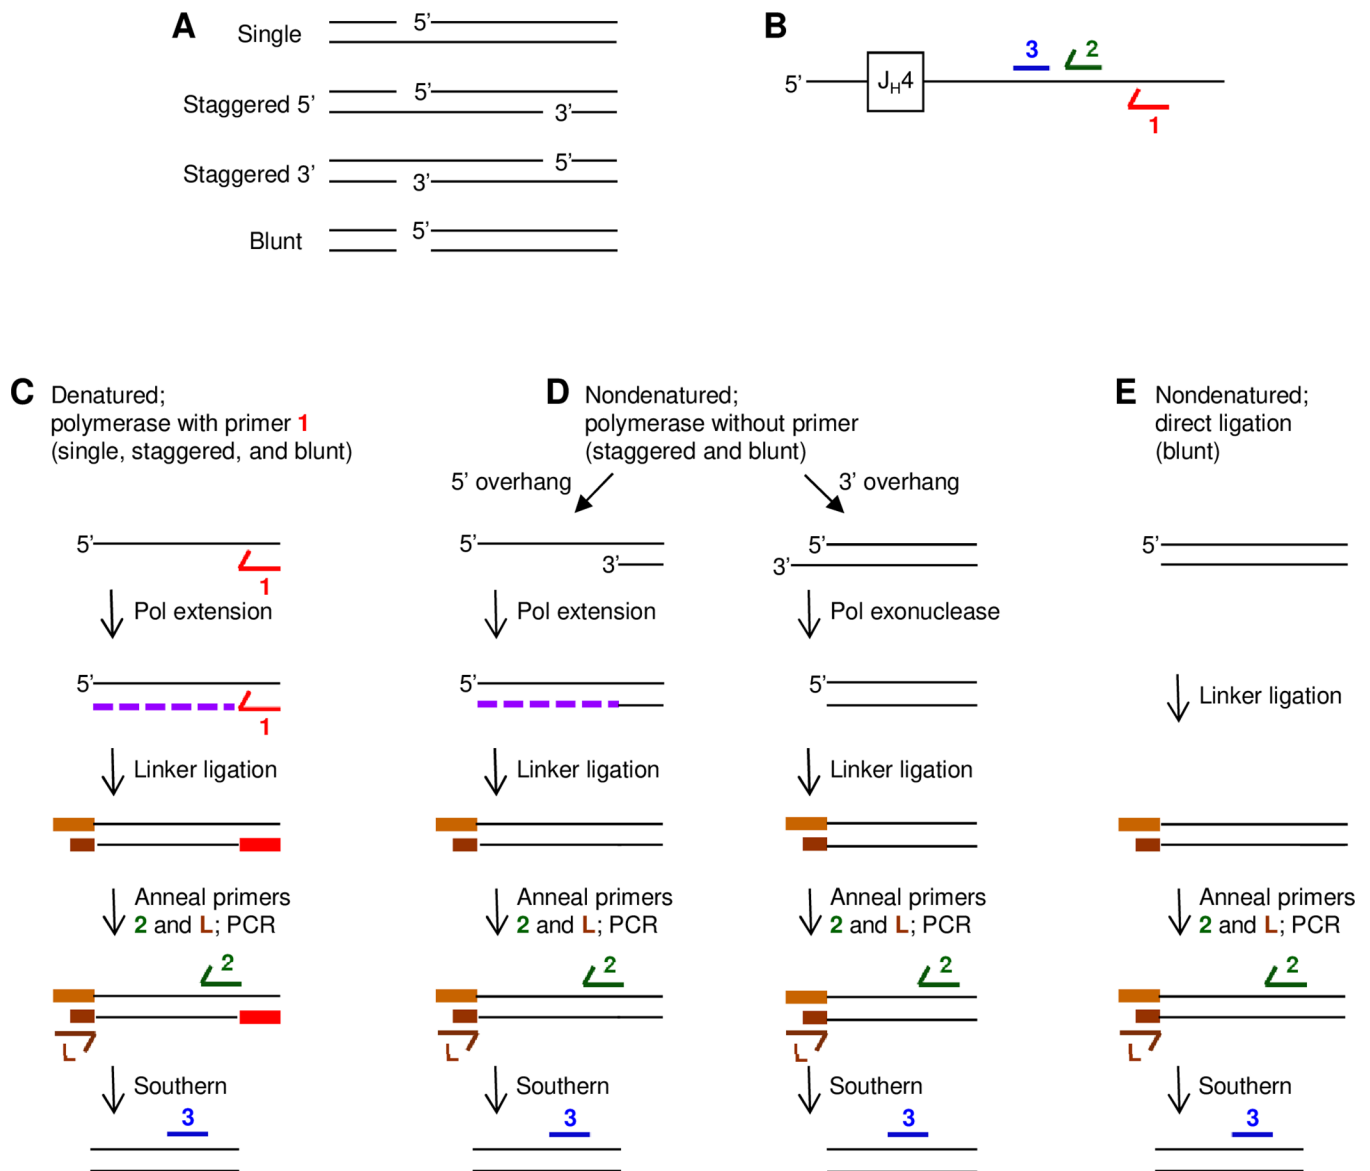 A
Single
5’
Staggered 5’
5’
3’
Staggered 3’
5’
3’
Blunt
5’
B
3
2
5’
JH4
1
C
Denatured;
polymerase with primer 1
(single, staggered, and blunt)
5’
1
Pol extension
5’
1
Linker ligation
Anneal primers
2 and L; PCR
2
L
Southern
3
D
Nondenatured;
polymerase without primer
(staggered and blunt)
5’ overhang
3’ overhang
5’
3’
Pol extension
5’
Linker ligation
Anneal primers
2 and L; PCR
2
L
Southern
3
5’
3’
Pol exonuclease
5’
Linker ligation
Anneal primers
2 and L; PCR
2
L
Southern
3
E
Nondenatured;
direct ligation
(blunt)
5’
Linker ligation
Anneal primers
2 and L; PCR
2
L
Southern
3